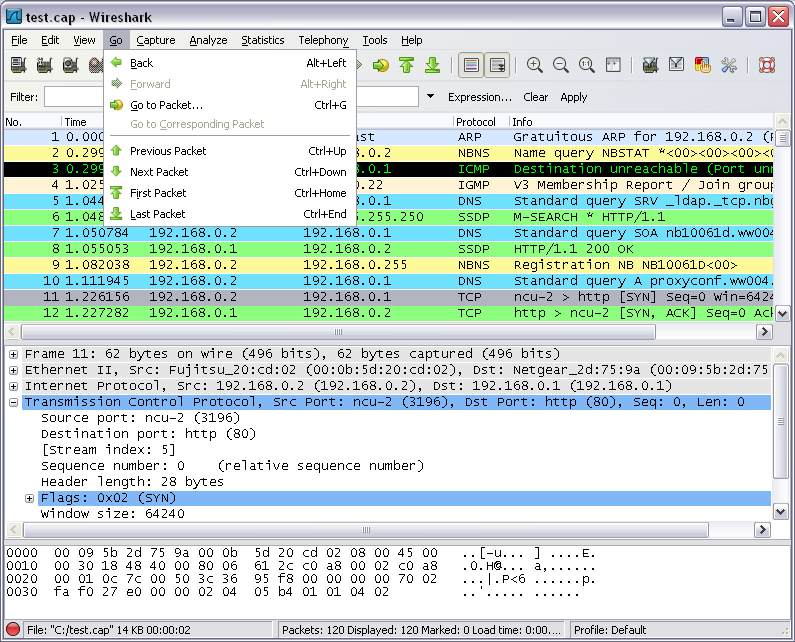 test.cap - Wireshark
File Edit View Go Capture Analyze Statistics Telephony Tools Help
Back Alt+Left
Forward Alt+Right
Go to Packet... Ctrl+G
Go to Corresponding Packet
Previous Packet Ctrl+Up
Next Packet Ctrl+Down
First Packet Ctrl+Home
Last Packet Ctrl+End
Filter: Expression... Clear Apply
No. Time Protocol Info
1 0.000 ast ARP Gratuitous ARP for 192.168.0.2 (
2 0.299 .0.2 NBNS Name query NBSTAT *<00><00><00><0
3 0.299 .0.1 ICMP Destination unreachable (Port un
4 1.025 .22 IGMP V3 Membership Report / Join grou
5 1.044 .0.1 DNS Standard query SRV _ldap._tcp.nb
6 1.048 .255.250 SSDP M-SEARCH * HTTP/1.1
7 1.050784 192.168.0.2 192.168.0.1 DNS Standard query SOA nb10061d.ww004
8 1.055053 192.168.0.1 192.168.0.2 SSDP HTTP/1.1 200 OK
9 1.082038 192.168.0.2 192.168.0.255 NBNS Registration NB NB10061D<00>
10 1.111945 192.168.0.2 192.168.0.1 DNS Standard query A proxyconf.ww004.
11 1.226156 192.168.0.2 192.168.0.1 TCP ncu-2 > http [SYN] Seq=0 Win=6424
12 1.227282 192.168.0.1 192.168.0.2 TCP http > ncu-2 [SYN, ACK] Seq=0 Ac
Frame 11: 62 bytes on wire (496 bits), 62 bytes captured (496 bits)
Ethernet II, Src: Fujitsu_20:cd:02 (00:0b:5d:20:cd:02), Dst: Netgear_2d:75:9a (00:09:5b:2d:75
Internet Protocol, Src: 192.168.0.2 (192.168.0.2), Dst: 192.168.0.1 (192.168.0.1)
Transmission Control Protocol, Src Port: ncu-2 (3196), Dst Port: http (80), Seq: 0, Len: 0
Source port: ncu-2 (3196)
Destination port: http (80)
[Stream index: 5]
Sequence number: 0 (relative sequence number)
Header length: 28 bytes
Flags: 0x02 (SYN)
Window size: 64240
0000 00 09 5b 2d 75 9a 00 0b 5d 20 cd 02 08 00 45 00 ..[-u... ] ....E.
0010 00 30 18 48 40 00 80 06 61 2c c0 a8 00 02 c0 a8 .0.H@... a,......
0020 00 01 0c 7c 00 50 3c 36 95 f8 00 00 00 00 70 02 ...|.P<6 ......p.
0030 fa f0 27 e0 00 00 02 04 05 b4 01 01 04 02 ..'..... ......
File: "C:/test.cap" 14 KB 00:00:02 Packets: 120 Displayed: 120 Marked: 0 Load time: 0:00.... Profile: Default